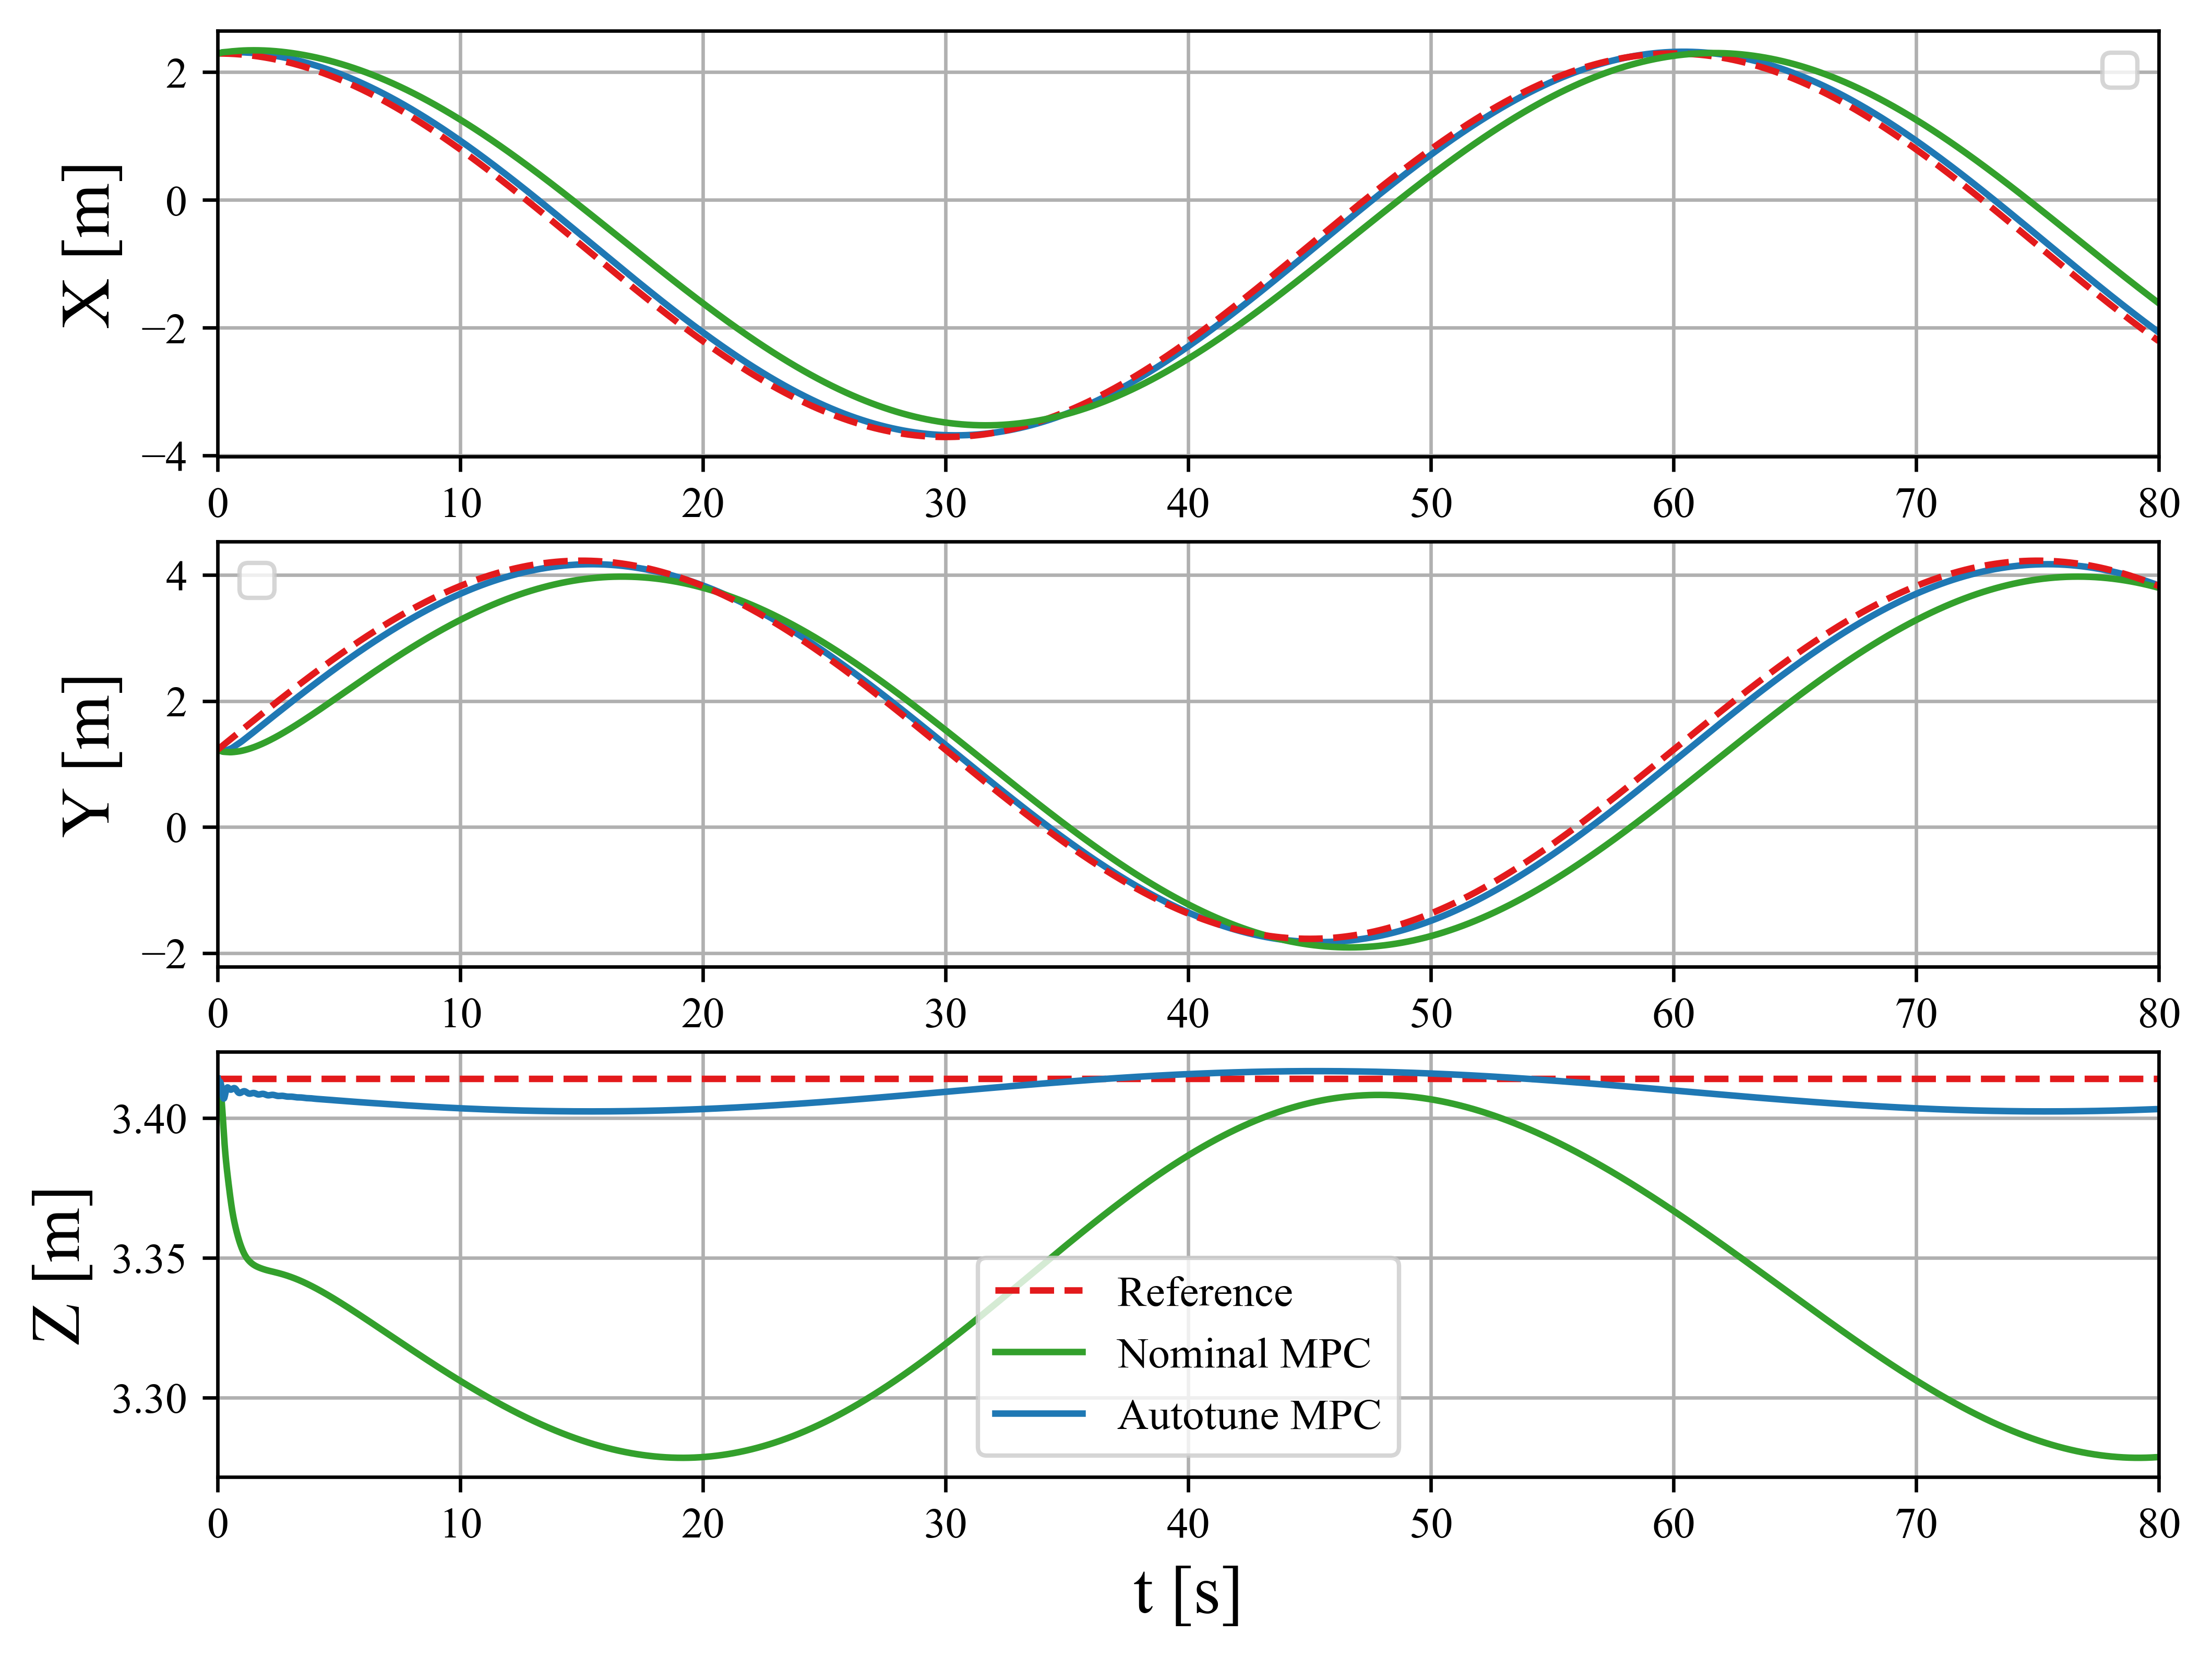 X [m]
2
0
−2
−4
0 10 20 30 40 50 60 70 80
Y [m]
4
2
0
−2
0 10 20 30 40 50 60 70 80
Z [m]
3.40
3.35
3.30
Reference
Nominal MPC
Autotune MPC
0 10 20 30 40 50 60 70 80
t [s]